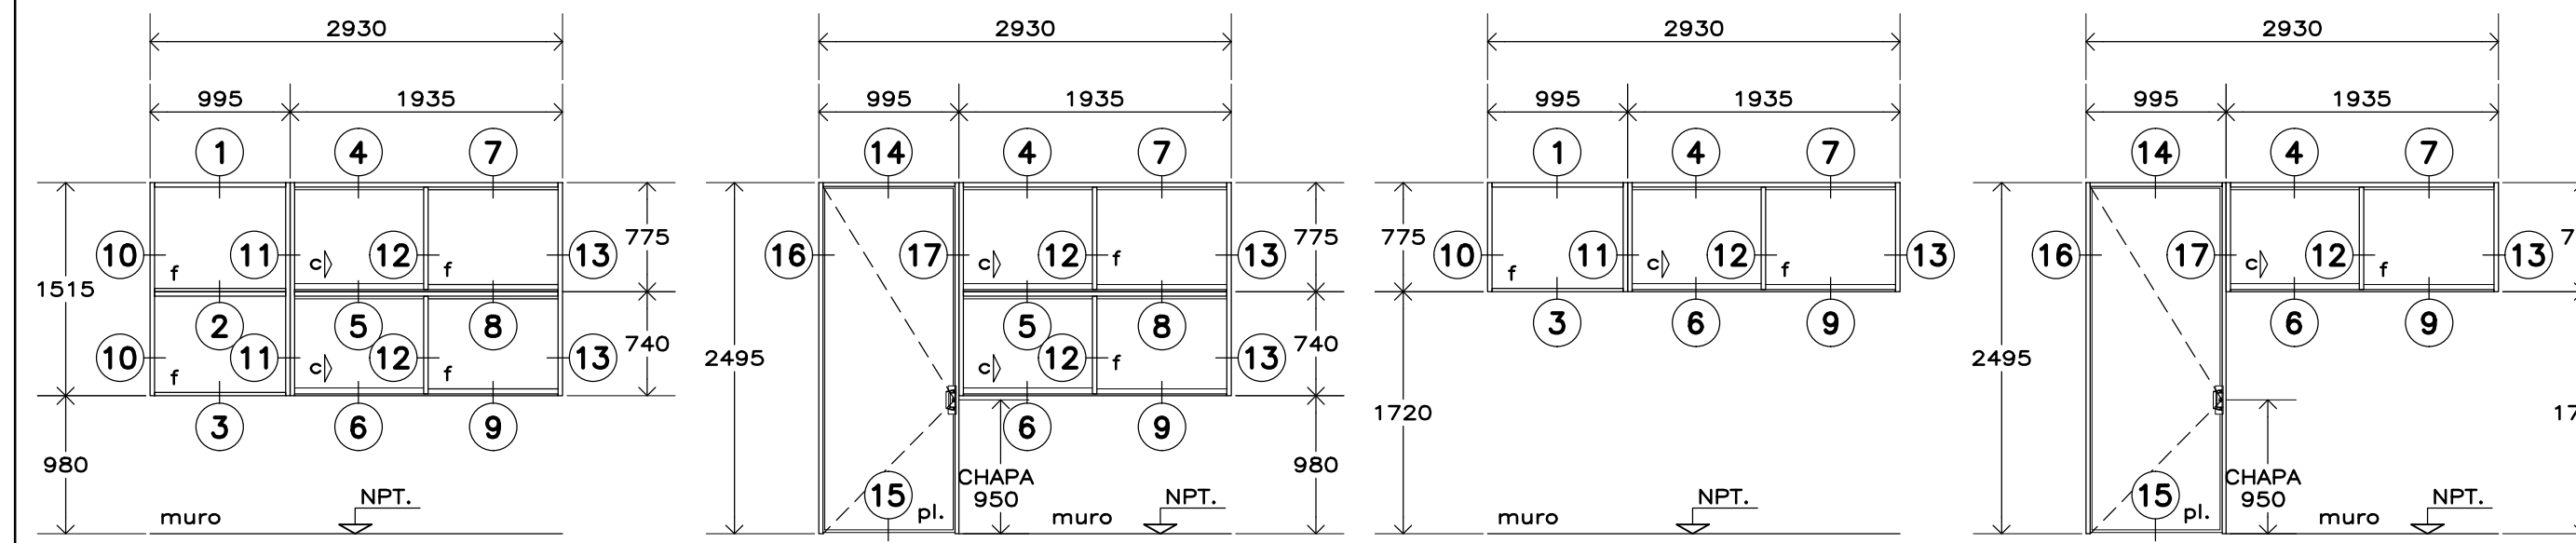 2930 2930 2930 2930
995 1935 995 1935 995 1935 995 1935
1 4 7 14 4 7 1 4 7 14 4 7
10 f 11 c 12 f 13 775 16 17 c 12 f 13 775 775 10 f 11 c 12 f 13 16 17 c 12 f 13
1515
2 5 8 5 8 3 6 9 6 9
10 f 11 c 12 f 13 740 2495 c 12 f 13 740 2495
3 6 9 6 9 1720
980 CHAPA 980 CHAPA
950 950
15 pl. 15 pl.
muro NPT. muro NPT. muro NPT. muro NPT.